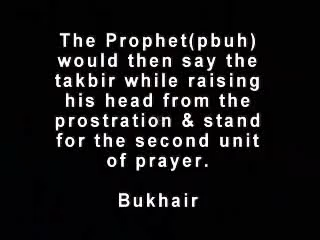 The Prophet(pbuh)
would then say the
takbir while raising
his head from the
prostration & stand
for the second unit
of prayer.
Bukhair